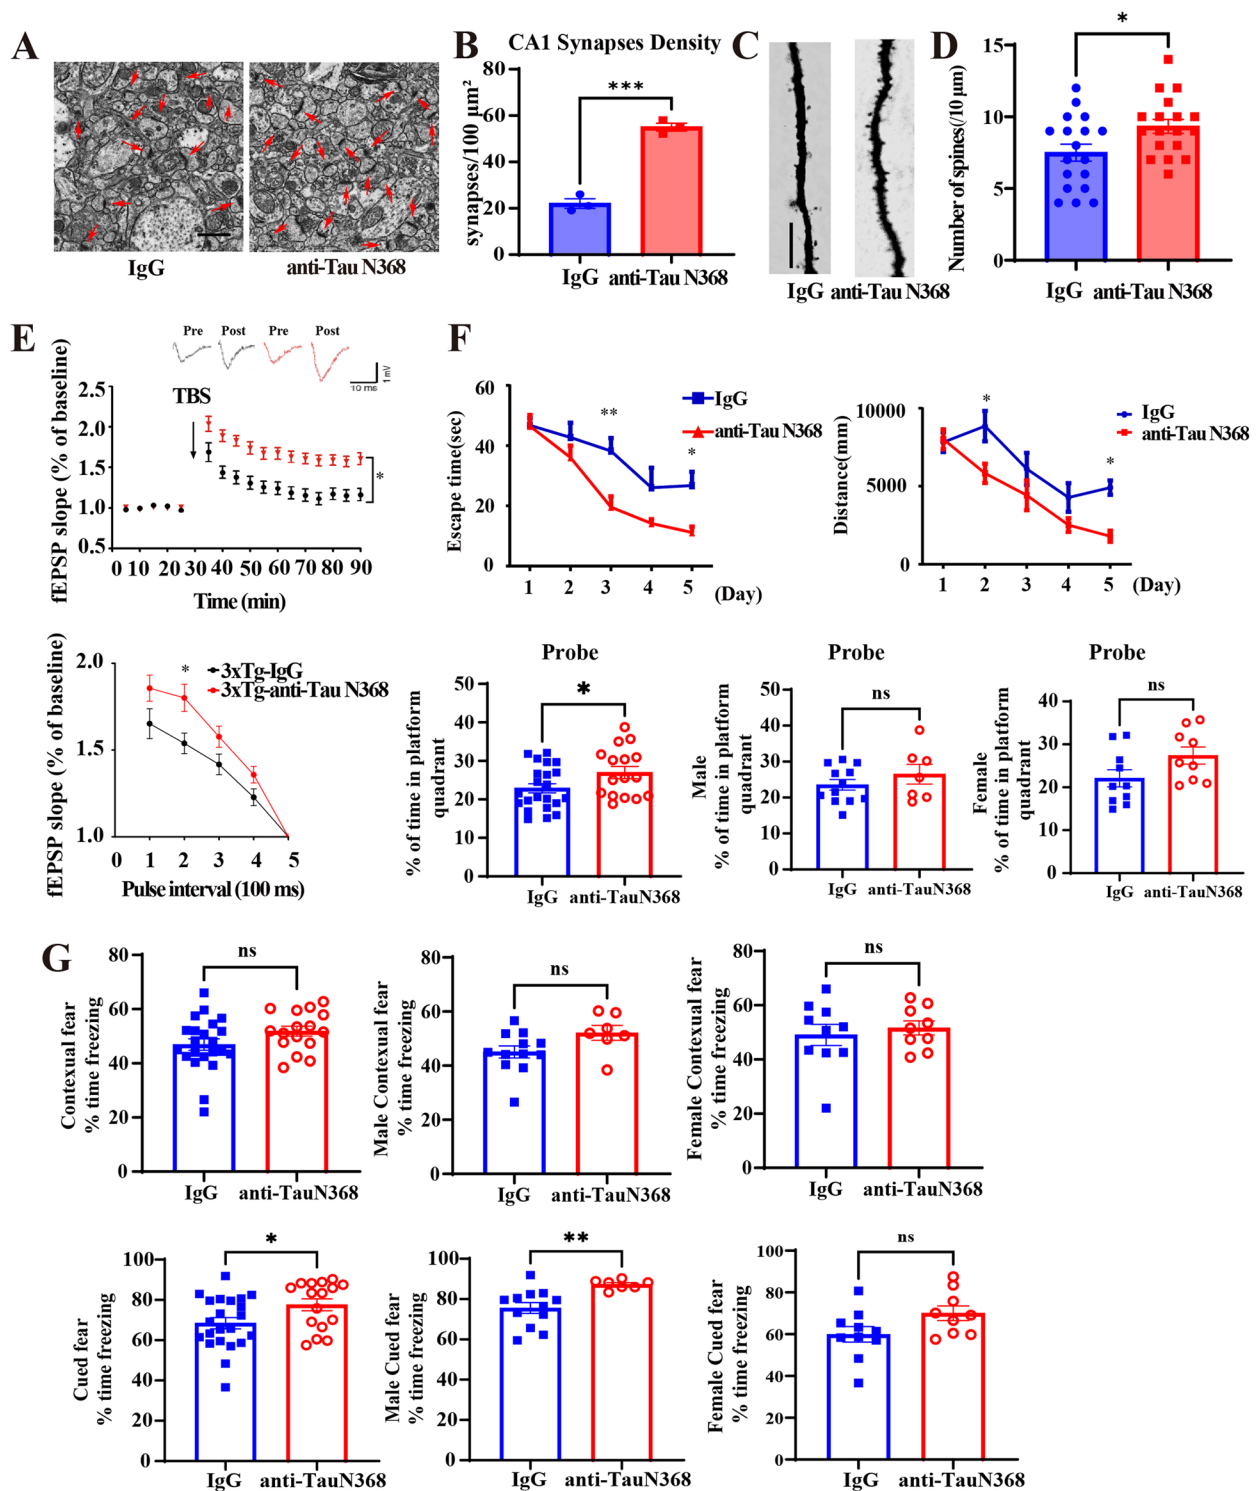 A
IgG
anti-Tau N368
B
CA1 Synapses Density
synapses/100 µm²
80
60
40
20
0
***
IgG anti-Tau N368
C
IgG anti-Tau N368
D
Number of spines(/10 µm)
15
10
5
0
*
IgG anti-Tau N368
E
Pre Post Pre Post
1 mV
10 ms
TBS
fEPSP slope (% of baseline)
2.5
2.0
1.5
1.0
0.5
*
0 10 20 30 40 50 60 70 80 90
Time (min)
fEPSP slope (% of baseline)
2.0
1.5
1.0
*
3xTg-IgG
3xTg-anti-Tau N368
0 1 2 3 4 5
Pulse interval (100 ms)
F
Escape time(sec)
60
40
20
0
**
*
IgG
anti-Tau N368
1 2 3 4 5 (Day)
Distance(mm)
10000
5000
0
*
*
IgG
anti-Tau N368
1 2 3 4 5 (Day)
Probe
% of time in platform
quadrant
50
40
30
20
10
0
*
IgG anti-TauN368
Probe
Male
% of time in platform
quadrant
50
40
30
20
10
0
ns
IgG anti-TauN368
Probe
Female
% of time in platform
quadrant
40
30
20
10
0
ns
IgG anti-TauN368
G
Contexual fear
% time freezing
80
60
40
20
0
ns
IgG anti-TauN368
Male Contexual fear
% time freezing
80
60
40
20
0
ns
IgG anti-TauN368
Female Contexual fear
% time freezing
80
60
40
20
0
ns
IgG anti-TauN368
Cued fear
% time freezing
100
80
60
40
20
0
*
IgG anti-TauN368
Male Cued fear
% time freezing
100
80
60
40
20
0
**
IgG anti-TauN368
Female Cued fear
% time freezing
100
80
60
40
20
0
ns
IgG anti-TauN368